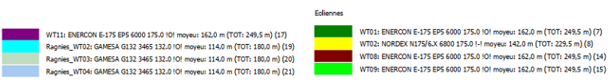 Eoliennes
WT11: ENERCON E-175 EP5 6000 175.0 !O! moyeu: 162,0 m (TOT: 249,5 m) (17)
Ragnies_WT02: GAMESA G132 3465 132.0 !O! moyeu: 114,0 m (TOT: 180,0 m) (19)
Ragnies_WT03: GAMESA G132 3465 132.0 !O! moyeu: 114,0 m (TOT: 180,0 m) (20)
Ragnies_WT04: GAMESA G132 3465 132.0 !O! moyeu: 114,0 m (TOT: 180,0 m) (21)
WT01: ENERCON E-175 EP5 6000 175.0 !O! moyeu: 162,0 m (TOT: 249,5 m) (7)
WT02: NORDEX N175/6.X 6800 175.0 !-! moyeu: 142,0 m (TOT: 229,5 m) (8)
WT08: ENERCON E-175 EP5 6000 175.0 !O! moyeu: 162,0 m (TOT: 249,5 m) (14)
WT09: ENERCON E-175 EP5 6000 175.0 !O! moyeu: 162,0 m (TOT: 249,5 m) (15)